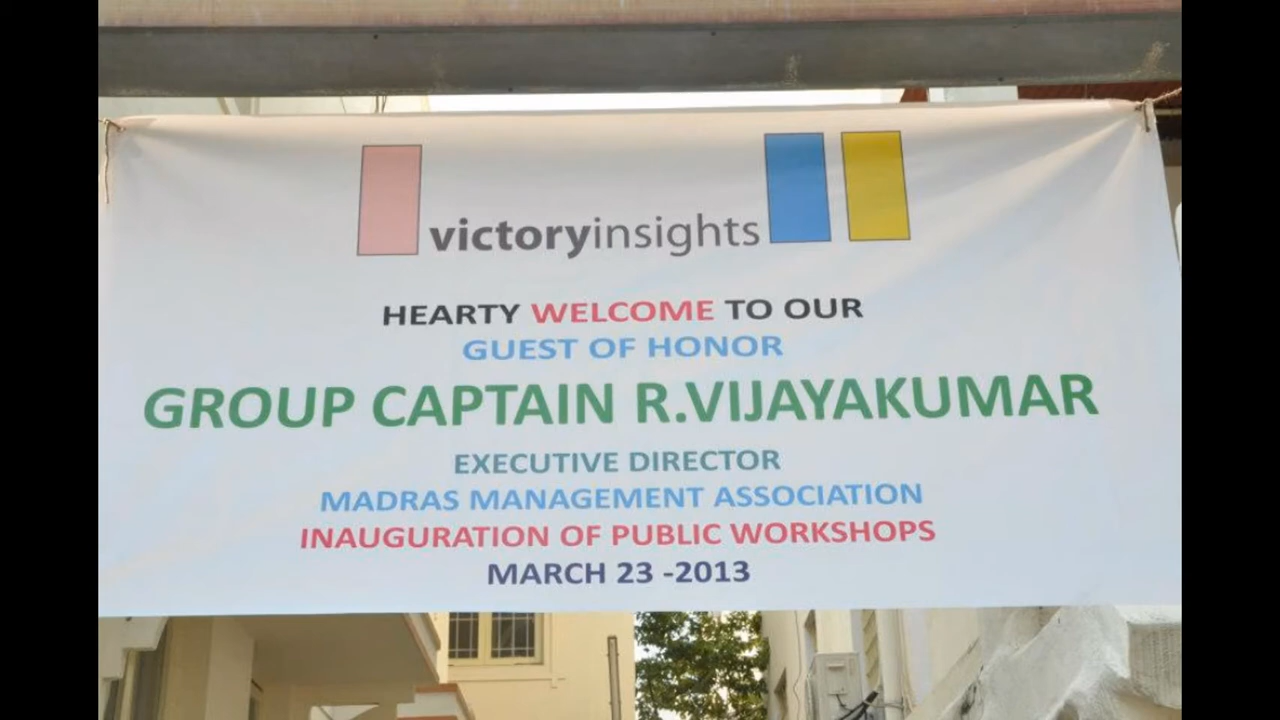 victoryinsights
HEARTY WELCOME TO OUR
GUEST OF HONOR
GROUP CAPTAIN R.VIJAYAKUMAR
EXECUTIVE DIRECTOR
MADRAS MANAGEMENT ASSOCIATION
INAUGURATION OF PUBLIC WORKSHOPS
MARCH 23 -2013